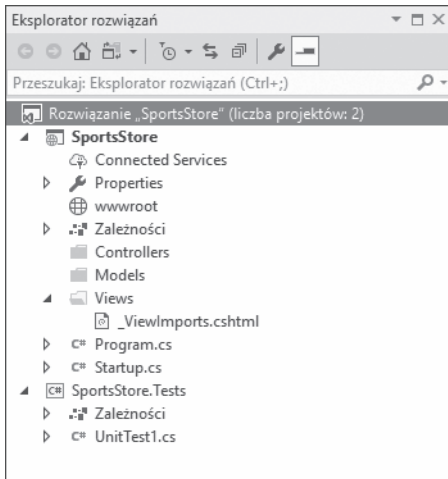 Eksplorator rozwiązań
Przeszukaj: Eksplorator rozwiązań (Ctrl+;)
Rozwiązanie „SportsStore” (liczba projektów: 2)
SportsStore
Connected Services
Properties
wwwroot
Zależności
Controllers
Models
Views
_ViewImports.cshtml
C# Program.cs
C# Startup.cs
C# SportsStore.Tests
Zależności
C# UnitTest1.cs